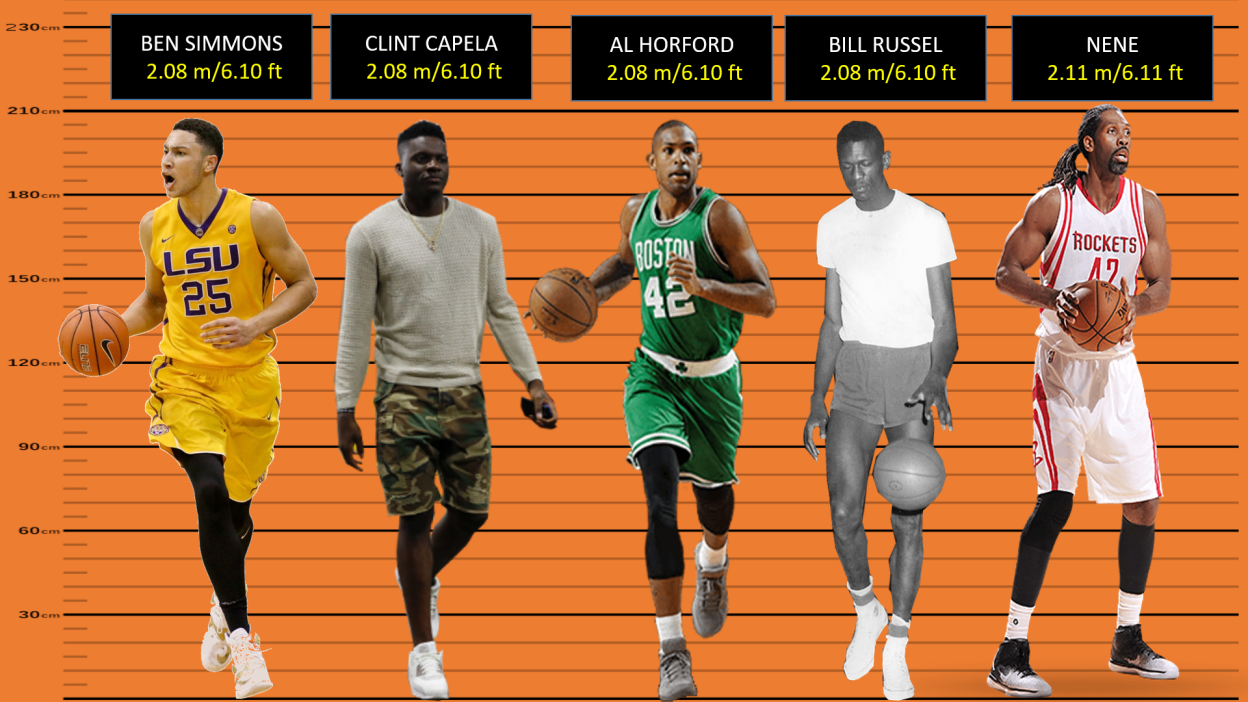 230cm
BEN SIMMONS
2.08 m/6.10 ft
CLINT CAPELA
2.08 m/6.10 ft
AL HORFORD
2.08 m/6.10 ft
BILL RUSSEL
2.08 m/6.10 ft
NENE
2.11 m/6.11 ft
210cm
180cm
150cm
120cm
90cm
60cm
30cm
LSU
25
BOSTON
42
ROCKETS
42